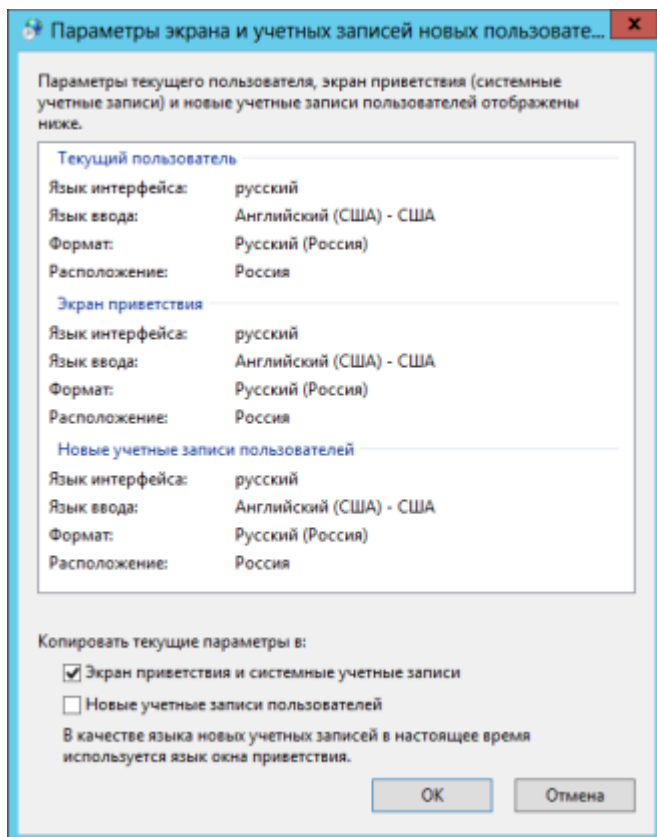 Параметры экрана и учетных записей новых пользовате...
Параметры текущего пользователя, экран приветствия (системные
учетные записи) и новые учетные записи пользователей отображены
ниже.
Текущий пользователь
Язык интерфейса: русский
Язык ввода: Английский (США) - США
Формат: Русский (Россия)
Расположение: Россия
Экран приветствия
Язык интерфейса: русский
Язык ввода: Английский (США) - США
Формат: Русский (Россия)
Расположение: Россия
Новые учетные записи пользователей
Язык интерфейса: русский
Язык ввода: Английский (США) - США
Формат: Русский (Россия)
Расположение: Россия
Копировать текущие параметры в:
Экран приветствия и системные учетные записи
Новые учетные записи пользователей
В качестве языка новых учетных записей в настоящее время
используется язык окна приветствия.
ОК Отмена